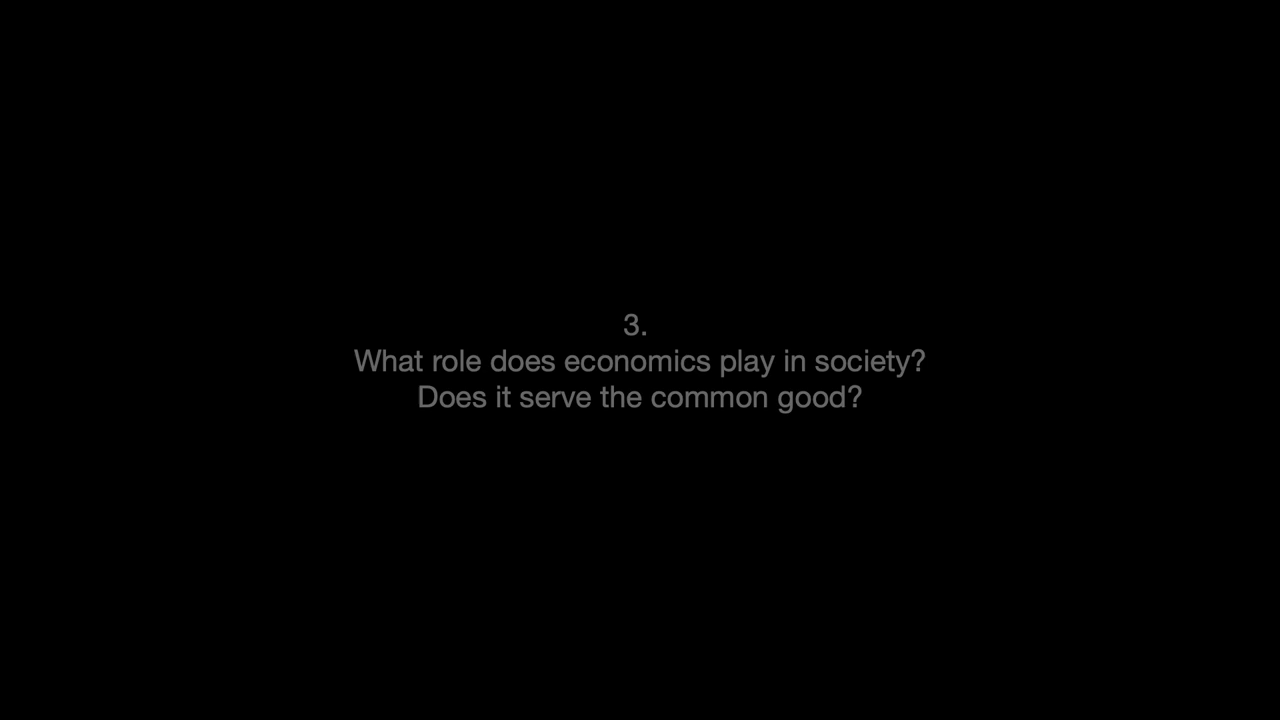 3.
What role does economics play in society?
Does it serve the common good?